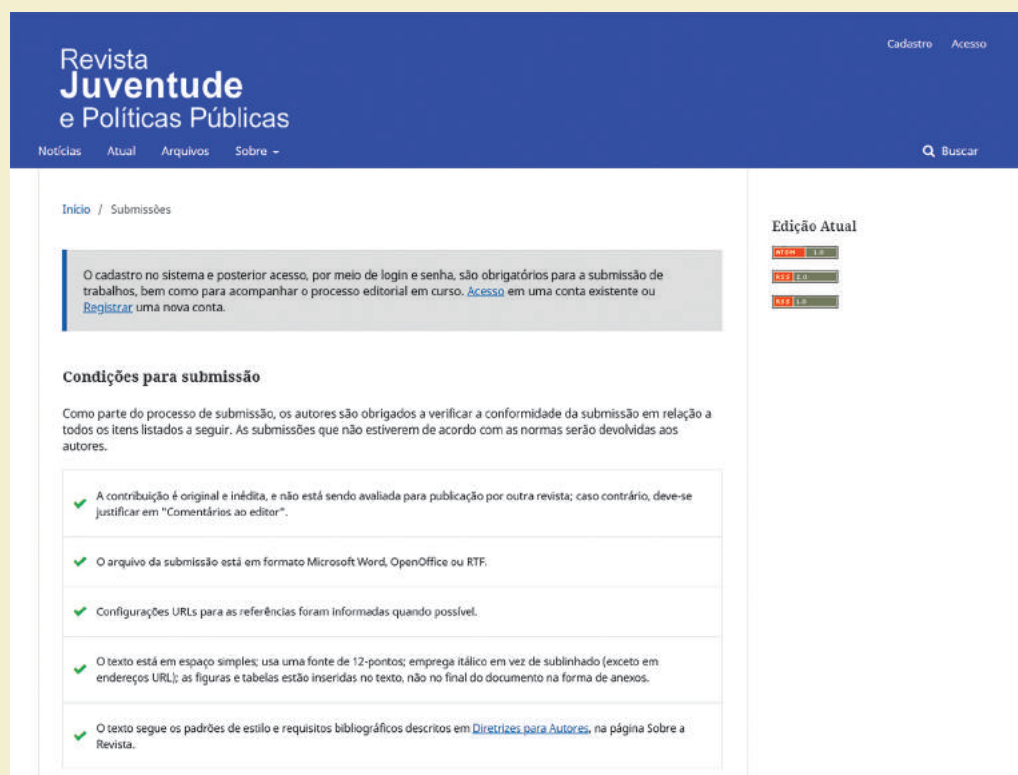 Cadastro Acesso
Revista
Juventude
e Políticas Públicas
Notícias Atual Arquivos Sobre
Buscar
Início / Submissões
O cadastro no sistema e posterior acesso, por meio de login e senha, são obrigatórios para a submissão de
trabalhos, bem como para acompanhar o processo editorial em curso. Acesso em uma conta existente ou
Registrar uma nova conta.
Condições para submissão
Como parte do processo de submissão, os autores são obrigados a verificar a conformidade da submissão em relação a
todos os itens listados a seguir. As submissões que não estiverem de acordo com as normas serão devolvidas aos
autores.
A contribuição é original e inédita, e não está sendo avaliada para publicação por outra revista; caso contrário, deve-se
justificar em "Comentários ao editor".
O arquivo da submissão está em formato Microsoft Word, OpenOffice ou RTF.
Configurações URLs para as referências foram informadas quando possível.
O texto está em espaço simples; usa uma fonte de 12-pontos; emprega itálico em vez de sublinhado (exceto em
endereços URL); as figuras e tabelas estão inseridas no texto, não no final do documento na forma de anexos.
O texto segue os padrões de estilo e requisitos bibliográficos descritos em Diretrizes para Autores, na página Sobre a
Revista.
Edição Atual
ATOM 1.0
RSS 2.0
RSS 1.0